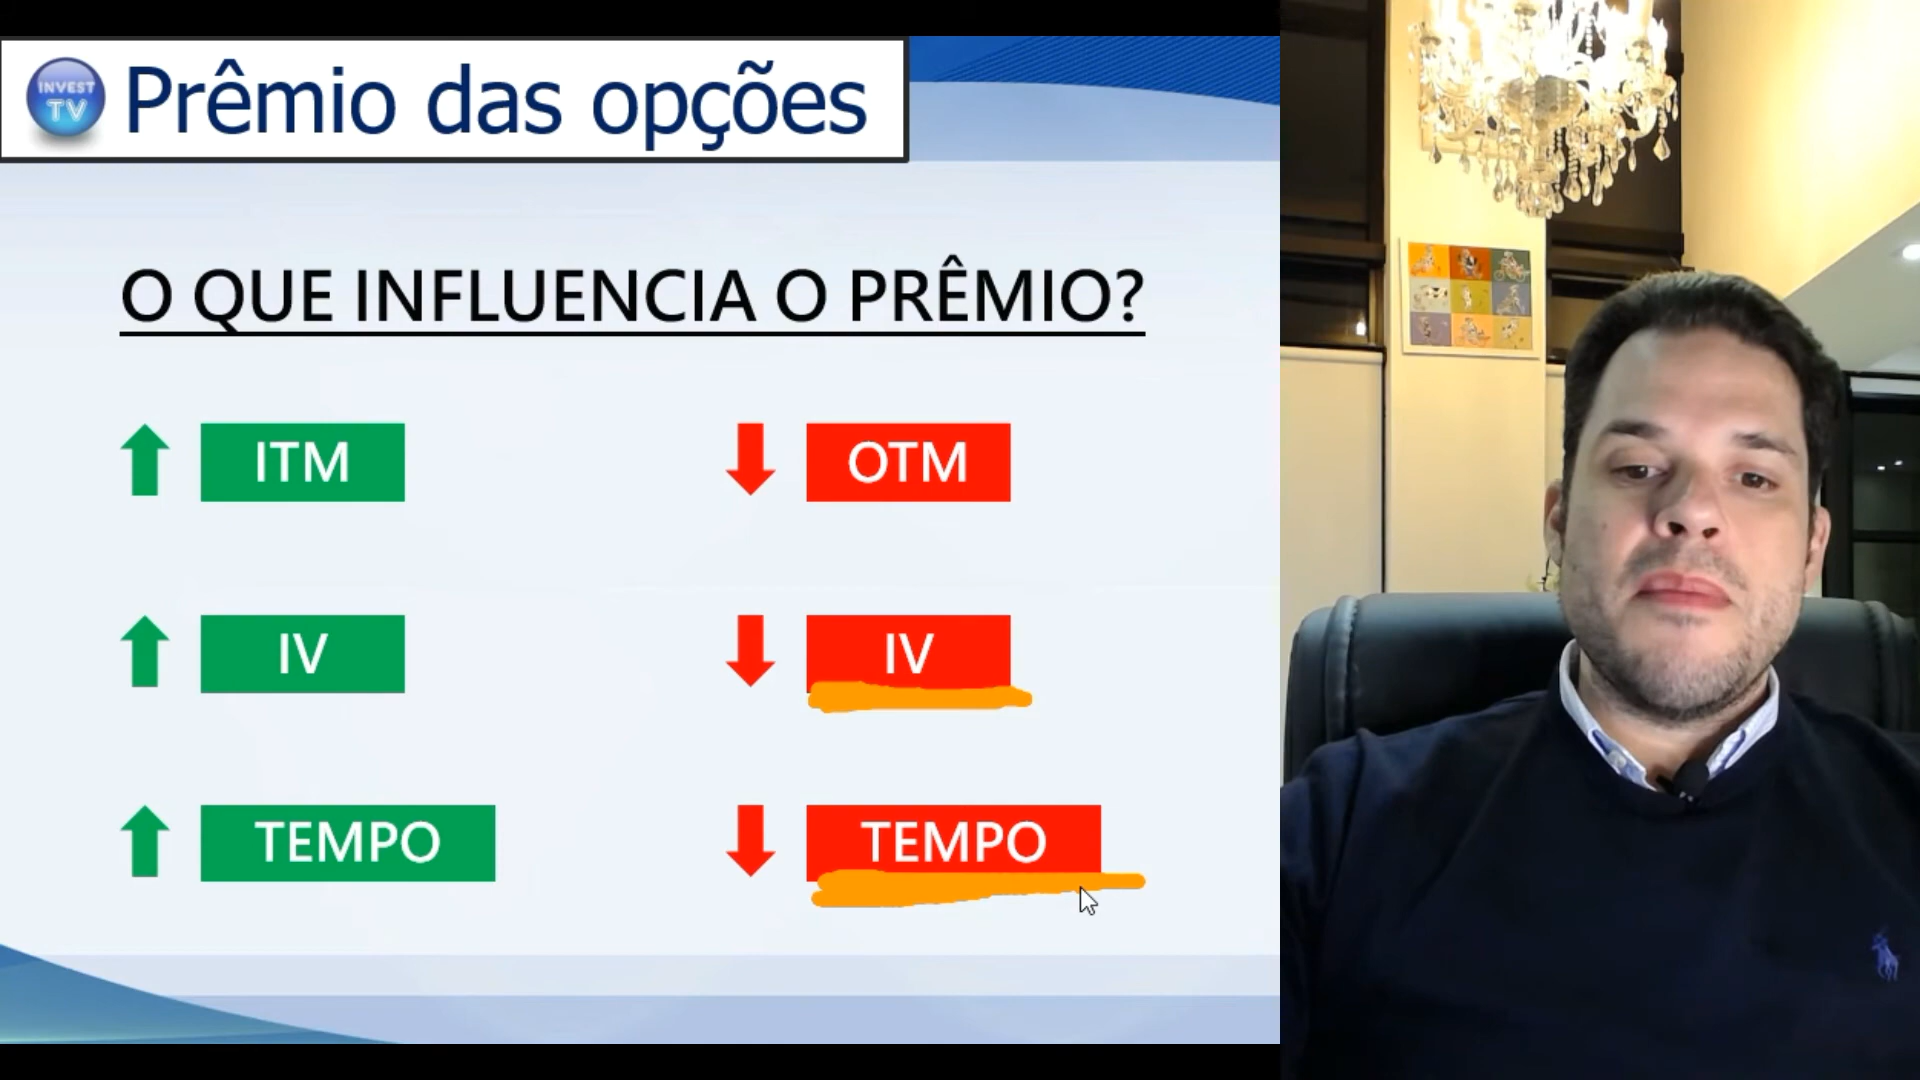 INVEST
TV
Prêmio das opções
O QUE INFLUENCIA O PRÊMIO?
ITM
OTM
IV
IV
TEMPO
TEMPO